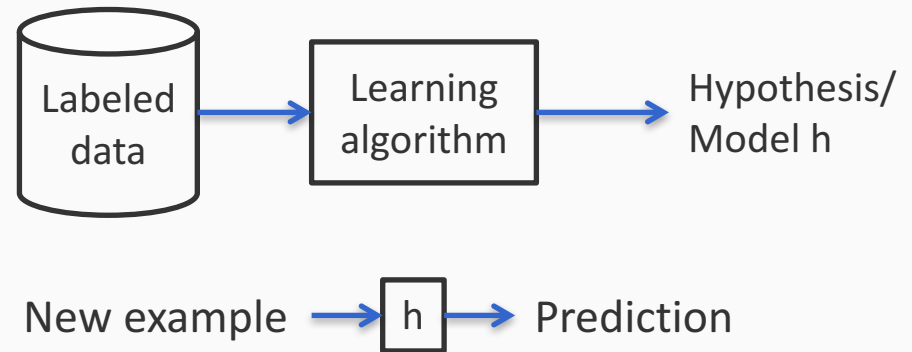 Labeled
data
Learning
algorithm
Hypothesis/
Model h
New example
h
Prediction